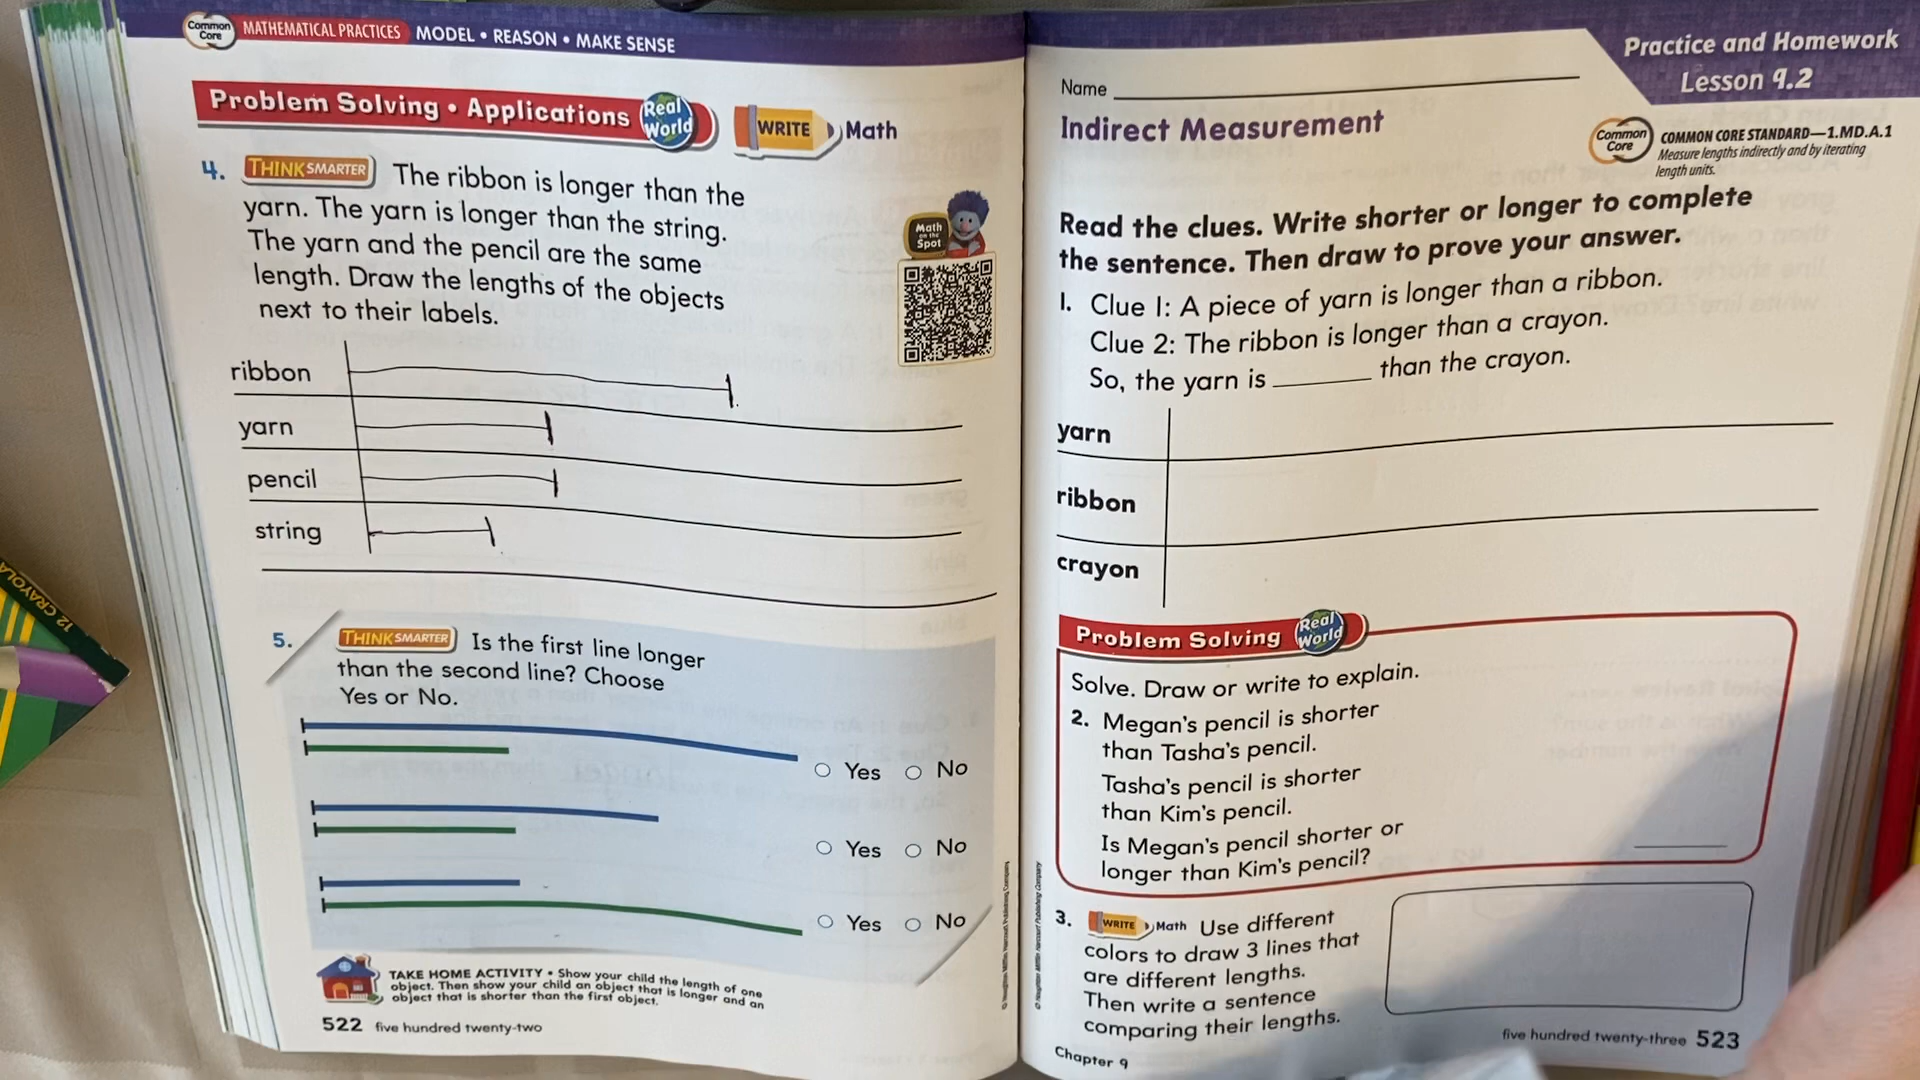 Common Core MATHEMATICAL PRACTICES MODEL • REASON • MAKE SENSE
Problem Solving • Applications Real World WRITE Math
4. THINK SMARTER The ribbon is longer than the
yarn. The yarn is longer than the string.
The yarn and the pencil are the same
length. Draw the lengths of the objects
next to their labels.
Math on the Spot
ribbon
yarn
pencil
string
5. THINK SMARTER Is the first line longer
than the second line? Choose
Yes or No.
Yes No
Yes No
Yes No
TAKE HOME ACTIVITY • Show your child the length of one
object. Then show your child an object that is longer and an
object that is shorter than the first object.
522 five hundred twenty-two
© Houghton Mifflin Harcourt Publishing Company
Practice and Homework
Lesson 9.2
Name
Indirect Measurement
Common Core COMMON CORE STANDARD—1.MD.A.1
Measure lengths indirectly and by iterating
length units.
Read the clues. Write shorter or longer to complete
the sentence. Then draw to prove your answer.
1. Clue 1: A piece of yarn is longer than a ribbon.
Clue 2: The ribbon is longer than a crayon.
So, the yarn is ______ than the crayon.
yarn
ribbon
crayon
Problem Solving Real World
Solve. Draw or write to explain.
2. Megan's pencil is shorter
than Tasha's pencil.
Tasha's pencil is shorter
than Kim's pencil.
Is Megan's pencil shorter or
longer than Kim's pencil?
3. WRITE Math Use different
colors to draw 3 lines that
are different lengths.
Then write a sentence
comparing their lengths.
© Houghton Mifflin Harcourt Publishing Company
Chapter 9
five hundred twenty-three 523
12 CRAYOLA